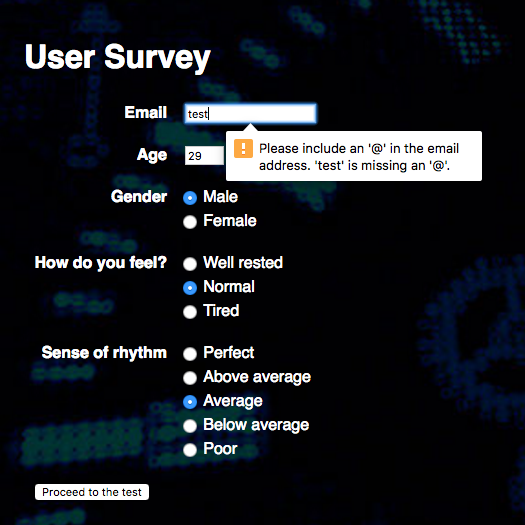 User Survey
Email test
Please include an '@' in the email
address. 'test' is missing an '@'.
Age 29
Gender Male
Female
How do you feel? Well rested
Normal
Tired
Sense of rhythm Perfect
Above average
Average
Below average
Poor
Proceed to the test